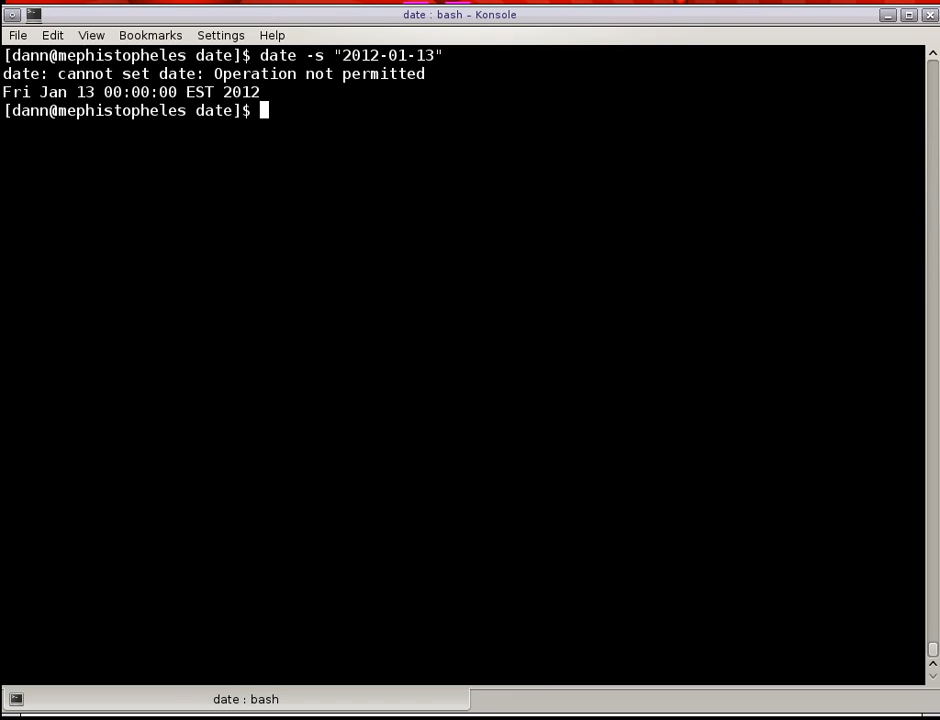 date : bash – Konsole
File Edit View Bookmarks Settings Help
[dann@mephistopheles date]$ date -s "2012-01-13"
date: cannot set date: Operation not permitted
Fri Jan 13 00:00:00 EST 2012
[dann@mephistopheles date]$
date : bash